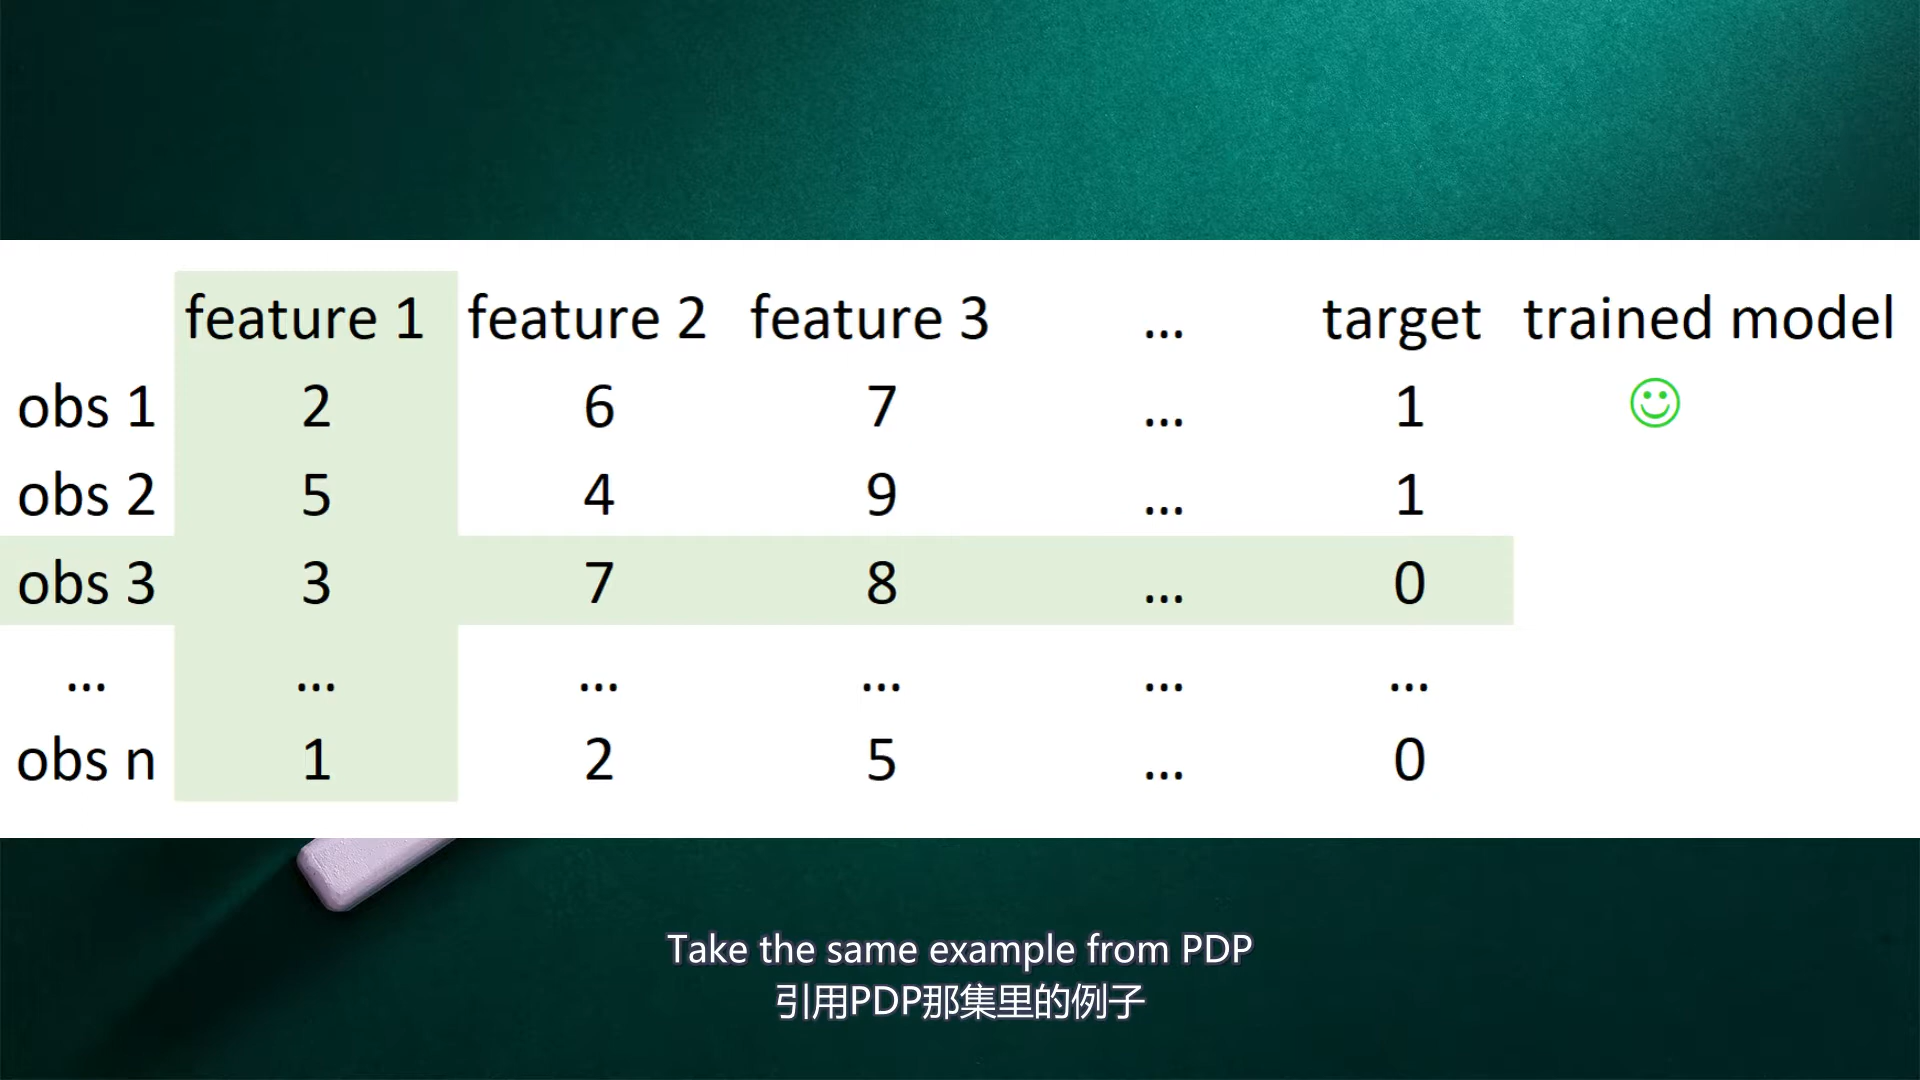 feature 1 feature 2 feature 3 ... target trained model
obs 1 2 6 7 ... 1
obs 2 5 4 9 ... 1
obs 3 3 7 8 ... 0
... ... ... ... ... ...
obs n 1 2 5 ... 0
Take the same example from PDP
引用PDP那集里的例子